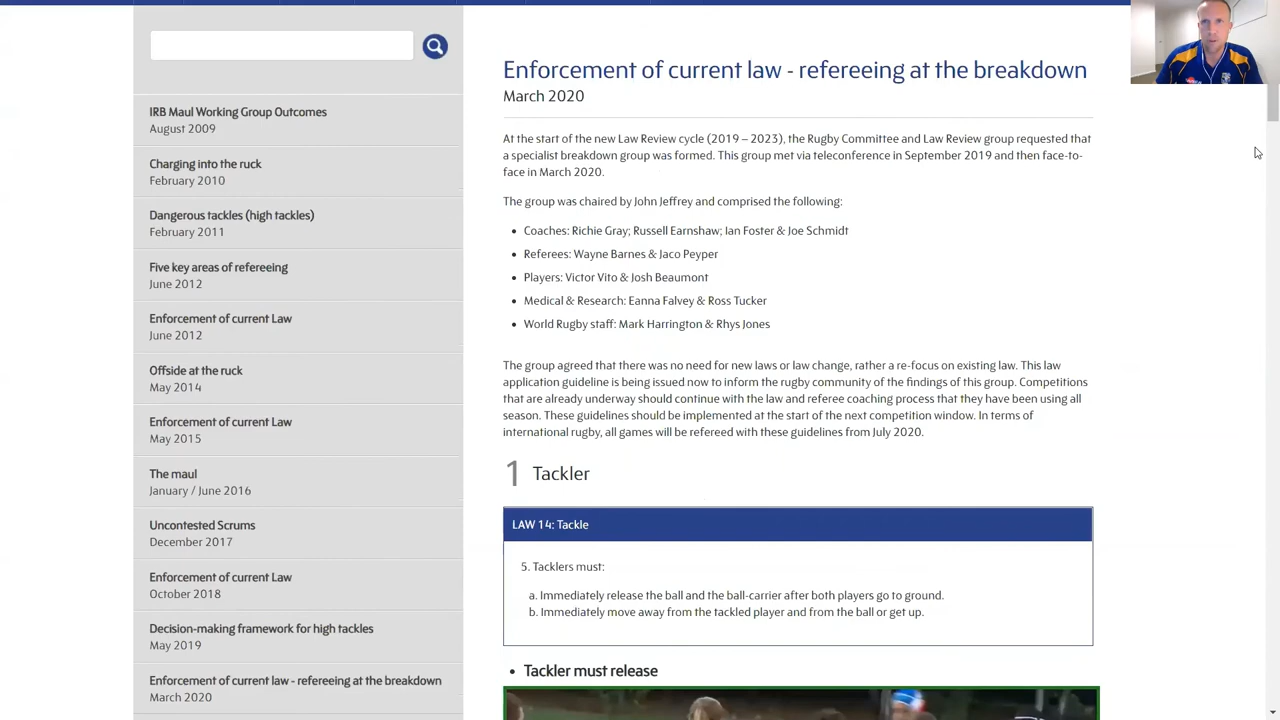 IRB Maul Working Group Outcomes
August 2009
Charging into the ruck
February 2010
Dangerous tackles (high tackles)
February 2011
Five key areas of refereeing
June 2012
Enforcement of current Law
June 2012
Offside at the ruck
May 2014
Enforcement of current Law
May 2015
The maul
January / June 2016
Uncontested Scrums
December 2017
Enforcement of current Law
October 2018
Decision-making framework for high tackles
May 2019
Enforcement of current law - refereeing at the breakdown
March 2020
Enforcement of current law - refereeing at the breakdown
March 2020
At the start of the new Law Review cycle (2019 – 2023), the Rugby Committee and Law Review group requested that
a specialist breakdown group was formed. This group met via teleconference in September 2019 and then face-to-
face in March 2020.
The group was chaired by John Jeffrey and comprised the following:
• Coaches: Richie Gray; Russell Earnshaw; Ian Foster & Joe Schmidt
• Referees: Wayne Barnes & Jaco Peyper
• Players: Victor Vito & Josh Beaumont
• Medical & Research: Eanna Falvey & Ross Tucker
• World Rugby staff: Mark Harrington & Rhys Jones
The group agreed that there was no need for new laws or law change, rather a re-focus on existing law. This law
application guideline is being issued now to inform the rugby community of the findings of this group. Competitions
that are already underway should continue with the law and referee coaching process that they have been using all
season. These guidelines should be implemented at the start of the next competition window. In terms of
international rugby, all games will be refereed with these guidelines from July 2020.
1 Tackler
LAW 14: Tackle
5. Tacklers must:
a. Immediately release the ball and the ball-carrier after both players go to ground.
b. Immediately move away from the tackled player and from the ball or get up.
• Tackler must release